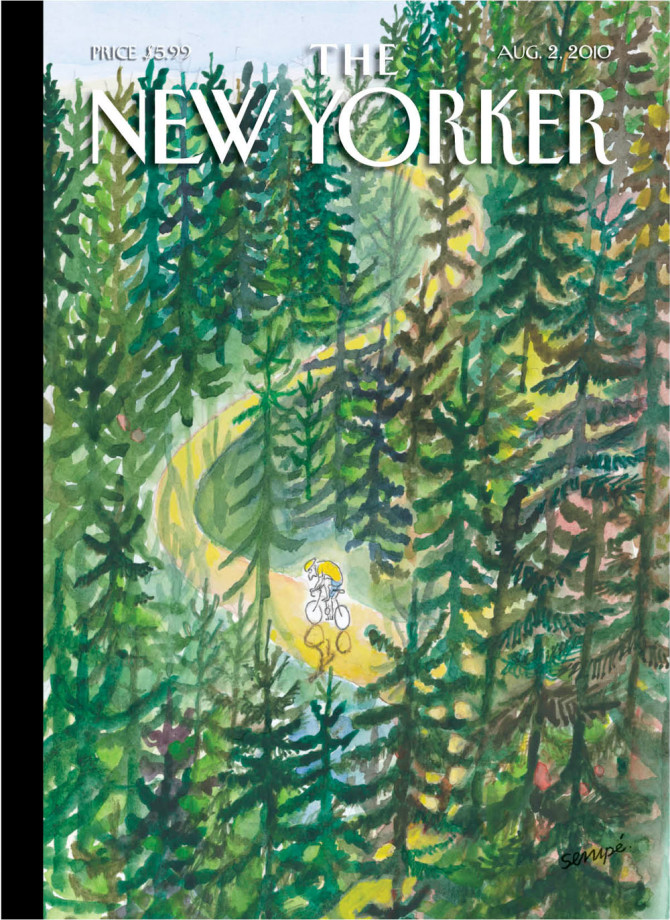 PRICE £5.99
THE
AUG. 2, 2010
NEW YORKER
sempé.